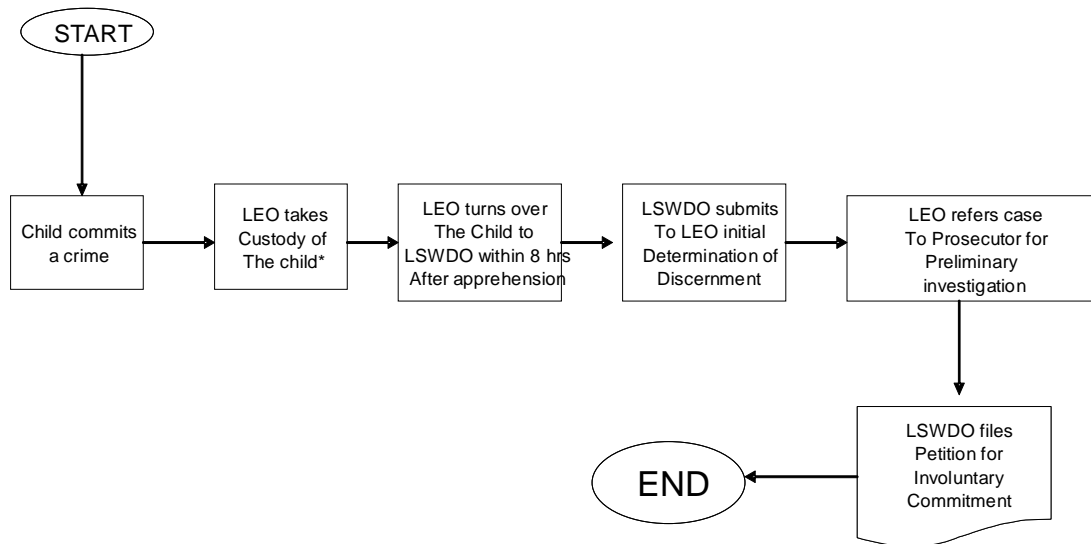 START
Child commits
a crime
LEO takes
Custody of
The child*
LEO turns over
The Child to
LSWDO within 8 hrs
After apprehension
LSWDO submits
To LEO initial
Determination of
Discernment
LEO refers case
To Prosecutor for
Preliminary
investigation
LSWDO files
Petition for
Involuntary
Commitment
END